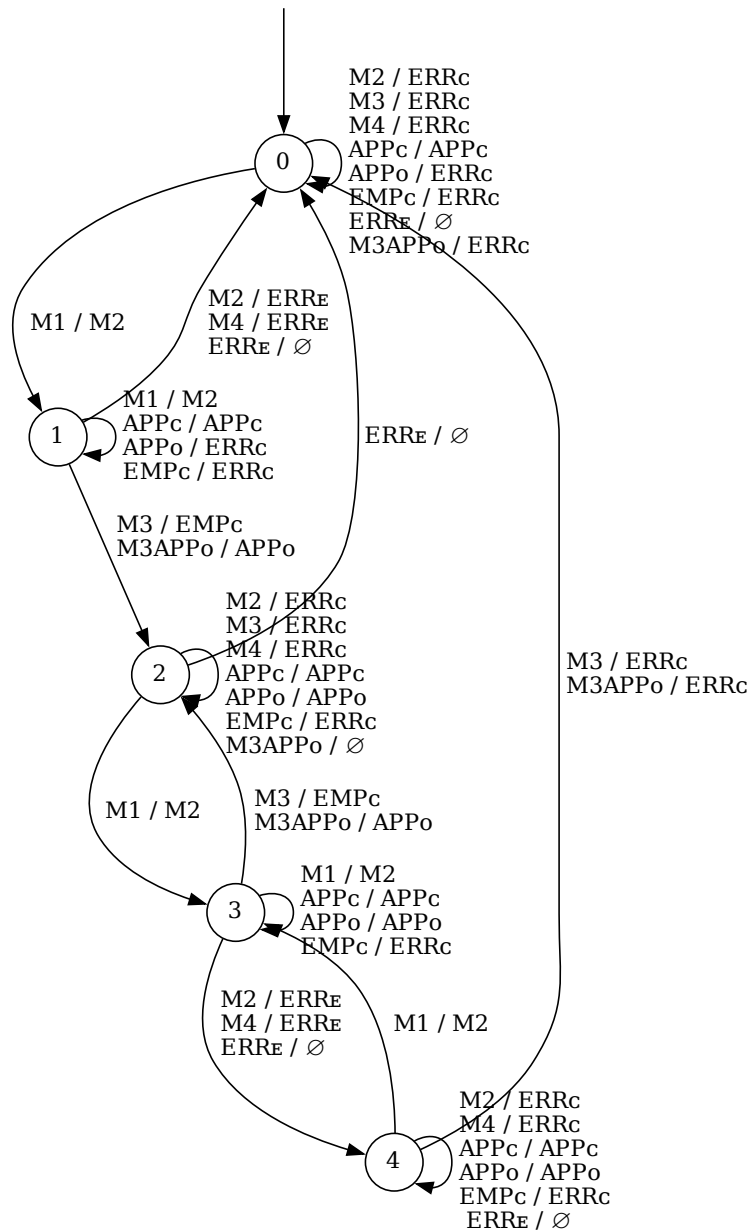 M2 / ERRC
M3 / ERRC
M4 / ERRC
APPC / APPC
APPO / ERRC
EMPC / ERRC
ERRE / ∅
M3APPO / ERRC
0
M1 / M2
M2 / ERRE
M4 / ERRE
ERRE / ∅
1
M1 / M2
APPC / APPC
APPO / ERRC
EMPC / ERRC
ERRE / ∅
M3 / EMPC
M3APPO / APPO
M2 / ERRC
M3 / ERRC
M4 / ERRC
APPC / APPC
APPO / APPO
EMPC / ERRC
M3APPO / ∅
2
M3 / ERRC
M3APPO / ERRC
M1 / M2
M3 / EMPC
M3APPO / APPO
3
M1 / M2
APPC / APPC
APPO / APPO
EMPC / ERRC
M2 / ERRE
M4 / ERRE
ERRE / ∅
M1 / M2
4
M2 / ERRC
M4 / ERRC
APPC / APPC
APPO / APPO
EMPC / ERRC
ERRE / ∅